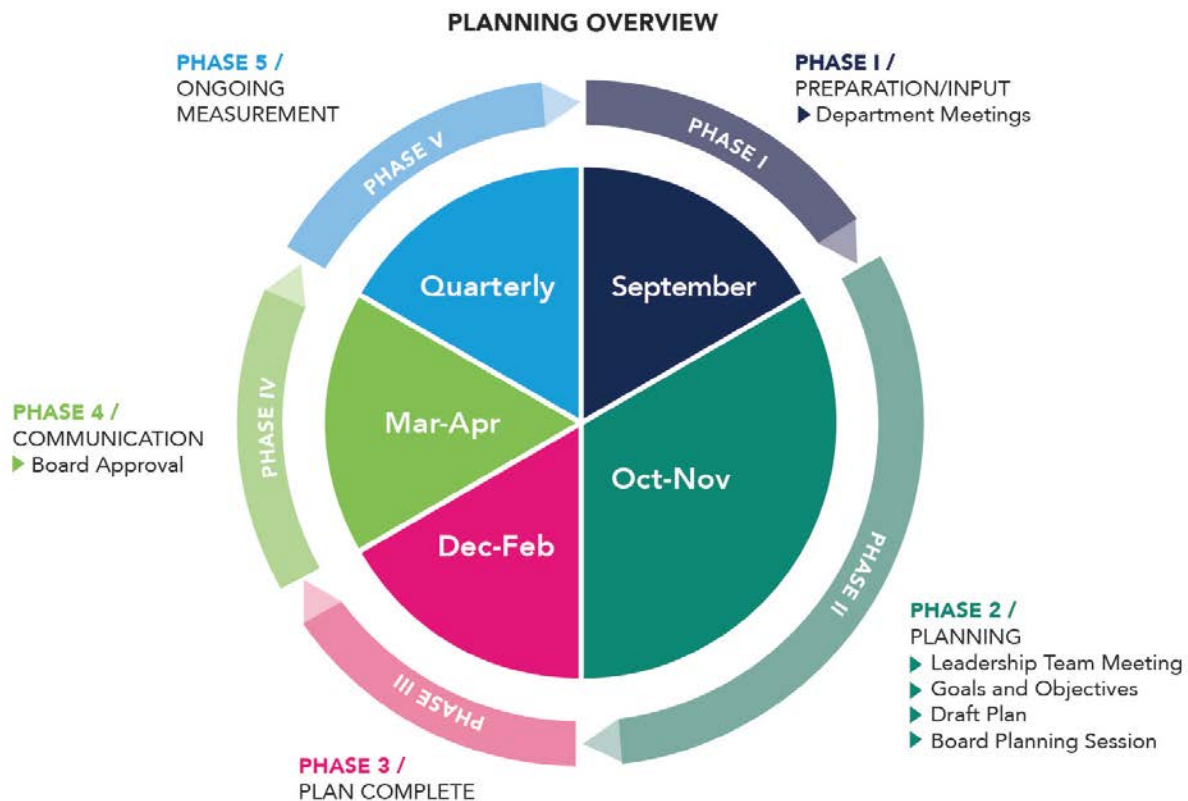 PLANNING OVERVIEW
PHASE I /
PREPARATION/INPUT
▶ Department Meetings
PHASE 2 /
PLANNING
▶ Leadership Team Meeting
▶ Goals and Objectives
▶ Draft Plan
▶ Board Planning Session
PHASE 3 /
PLAN COMPLETE
PHASE 4 /
COMMUNICATION
▶ Board Approval
PHASE 5 /
ONGOING
MEASUREMENT
PHASE I
PHASE II
PHASE III
PHASE IV
PHASE V
September
Oct-Nov
Dec-Feb
Mar-Apr
Quarterly